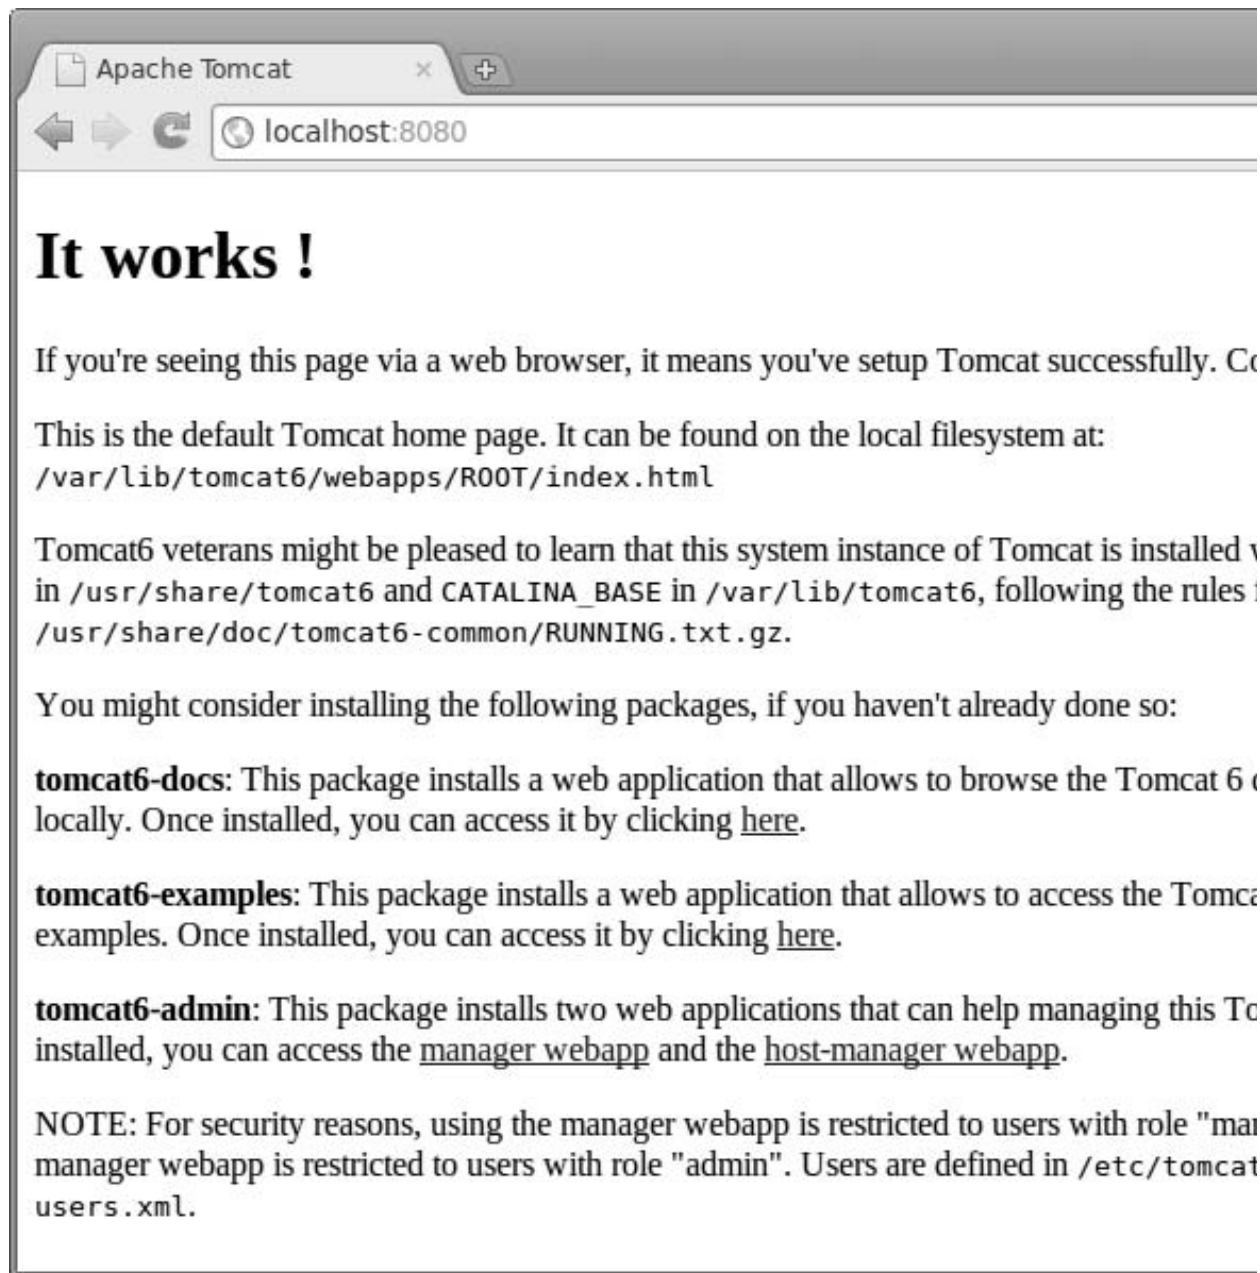 Apache Tomcat
localhost:8080
It works !
If you're seeing this page via a web browser, it means you've setup Tomcat successfully.
This is the default Tomcat home page. It can be found on the local filesystem at:
/var/lib/tomcat6/webapps/ROOT/index.html
Tomcat6 veterans might be pleased to learn that this system instance of Tomcat is installed
in /usr/share/tomcat6 and CATALINA_BASE in /var/lib/tomcat6, following the rules
/usr/share/doc/tomcat6-common/RUNNING.txt.gz.
You might consider installing the following packages, if you haven't already done so:
tomcat6-docs: This package installs a web application that allows to browse the Tomcat 6
locally. Once installed, you can access it by clicking here.
tomcat6-examples: This package installs a web application that allows to access the
examples. Once installed, you can access it by clicking here.
tomcat6-admin: This package installs two web applications that can help managing this
installed, you can access the manager webapp and the host-manager webapp.
NOTE: For security reasons, using the manager webapp is restricted to users with role
manager webapp is restricted to users with role "admin". Users are defined in /etc/tomcat
users.xml.